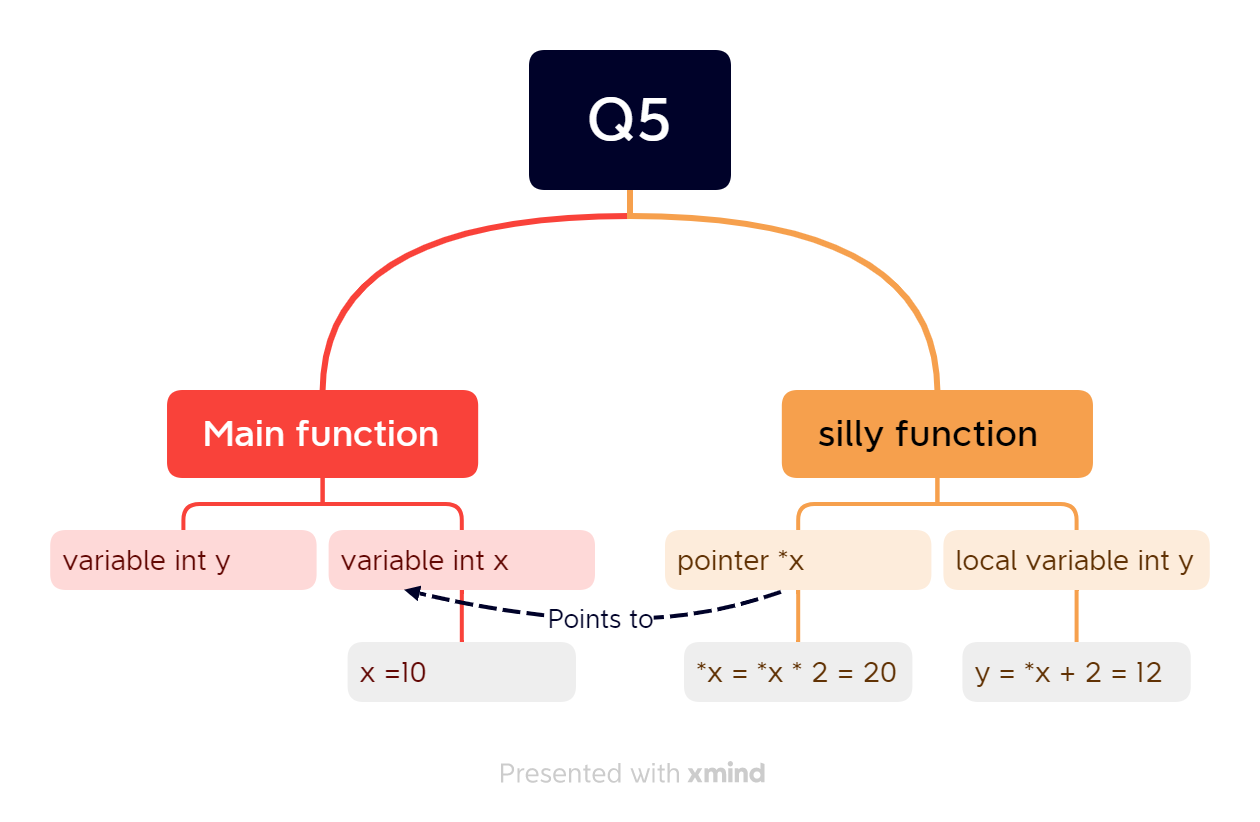 Q5
Main function
silly function
variable int y
variable int x
pointer *x
local variable int y
Points to
x =10
*x = *x * 2 = 20
y = *x + 2 = 12
Presented with xmind